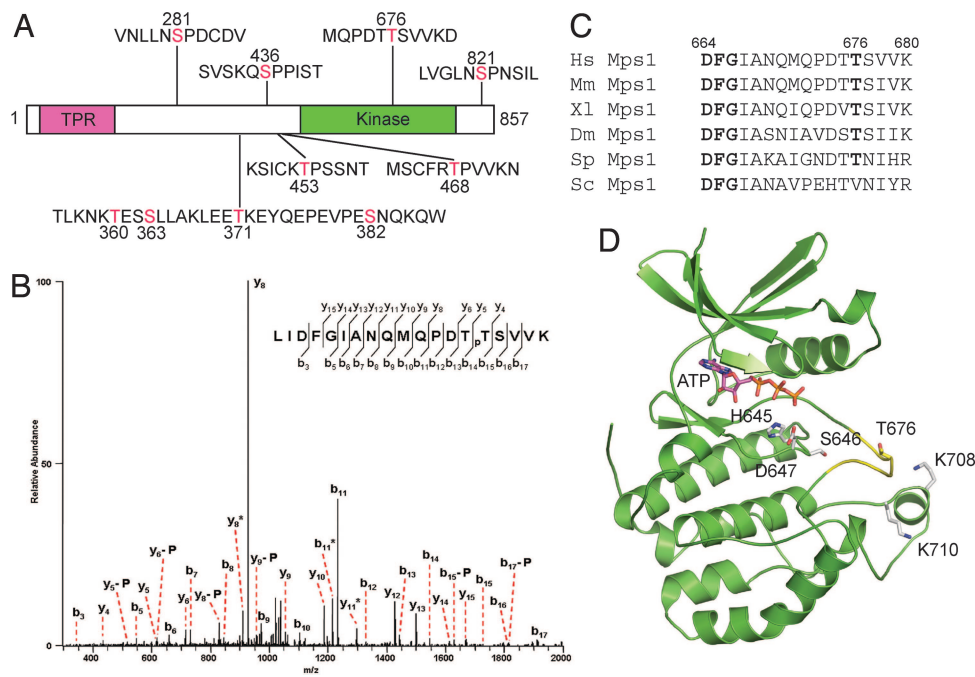 A
281
676
VNLLNSPDCDV
MQPDTTSVVKD
436
SVSKQSPPIST
821
LVGLNSPNSIL
1
TPR
Kinase
857
KSICKTPSSNT
453
MSCFRTPVVKN
468
TLKNKTESSLLAKLEETKEYQEPEVPESNQKQW
360
363
371
382
B
100
50
0
Relative Abundance
y8
y15 y14 y13 y12 y11 y10 y9 y8 y6 y5 y4
LIDFGIANQMQPDTpTSVVK
b3 b5 b6 b7 b8 b9 b10 b11 b12 b13 b14 b15 b16 b17
b3
y4
y5-P
b5
y5
y6-P
b6
y6
b7
y8-P
b8
y8*
y9-P
b9
y9
b10
y10
b11*
b11
y11*
b12
y12
b13
y13
b14
y14
b15-P
y15
b15
b16
b17-P
b17
400 600 800 1000 1200 1400 1600 1800 2000
m/z
C
664 676 680
Hs Mps1 DFGIANQMQPDTTSVVK
Mm Mps1 DFGIANQMQPDTTSIVK
Xl Mps1 DFGIANQIQPDVTSIVK
Dm Mps1 DFGIASNIAVDSTSIIK
Sp Mps1 DFGIAKAIGNDTTNIHR
Sc Mps1 DFGIANAVPEHTVNIYR
D
ATP
H645
S646
D647
T676
K708
K710